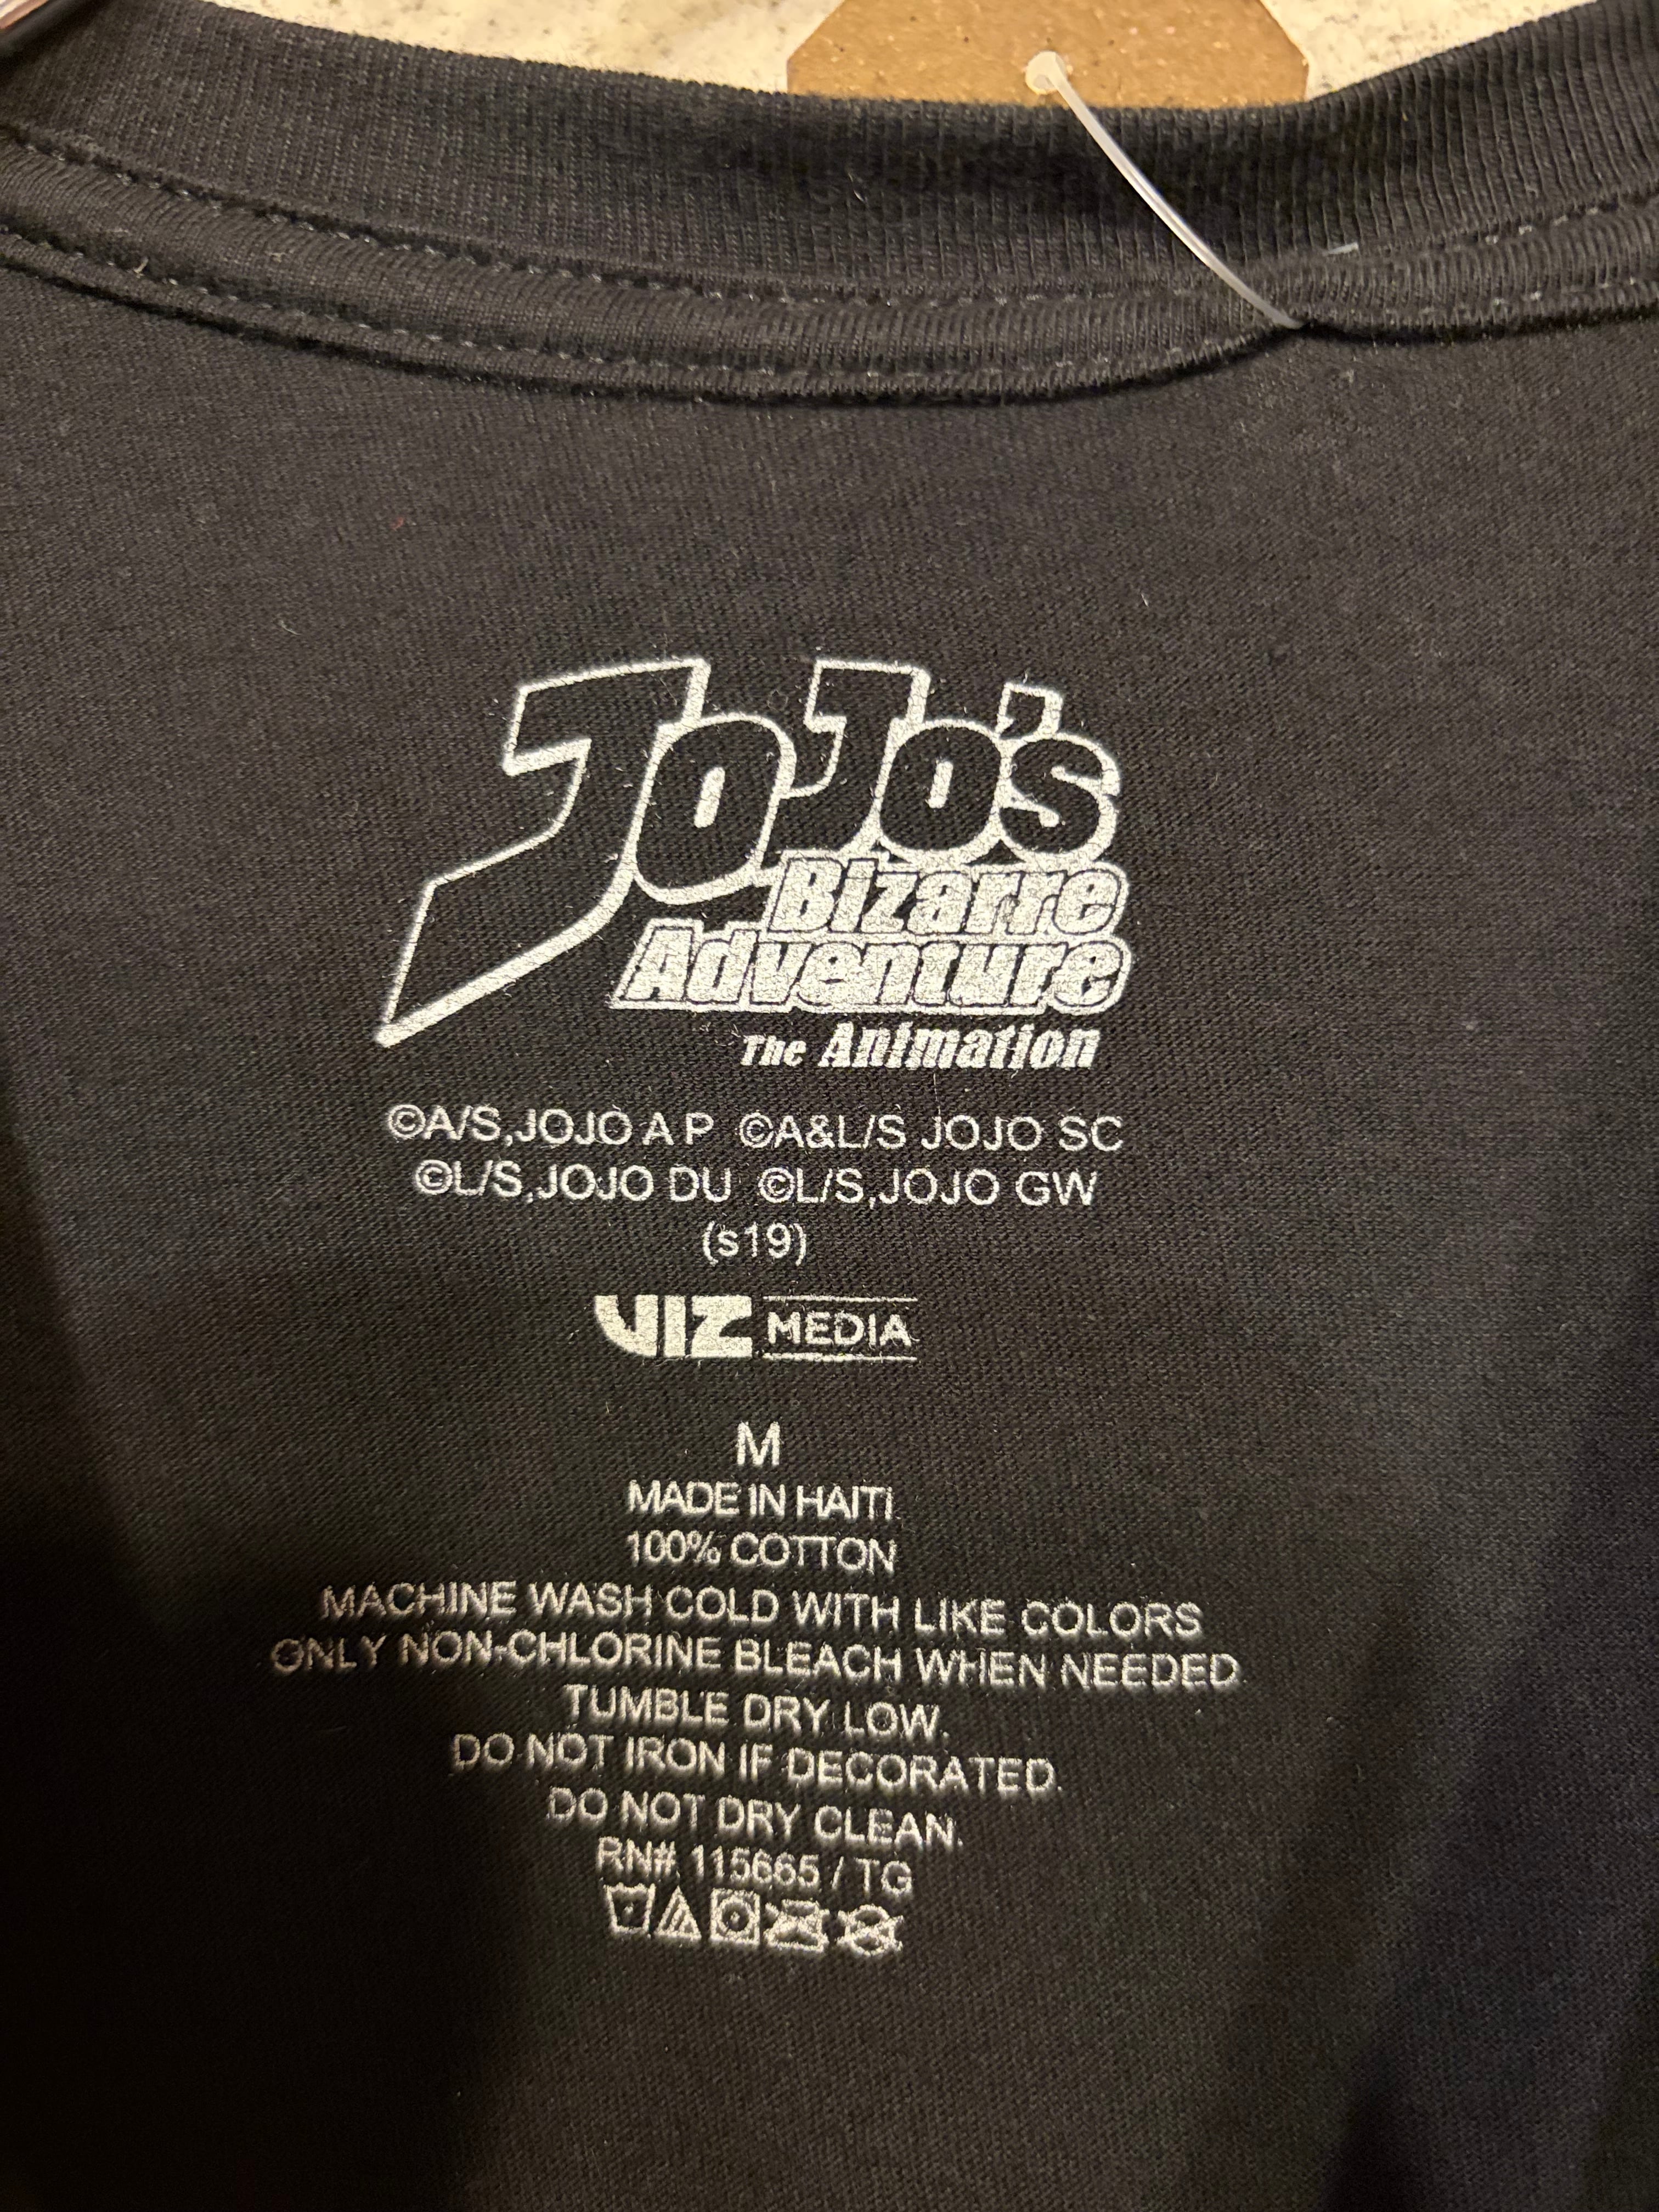 JoJo's
Bizarre
Adventure
The Animation
©A/S,JOJO A P ©A&L/S JOJO SC
©L/S,JOJO DU ©L/S,JOJO GW
(s19)
VIZ MEDIA
M
MADE IN HAITI
100% COTTON
MACHINE WASH COLD WITH LIKE COLORS
ONLY NON-CHLORINE BLEACH WHEN NEEDED
TUMBLE DRY LOW.
DO NOT IRON IF DECORATED.
DO NOT DRY CLEAN.
RN# 115665 / TG